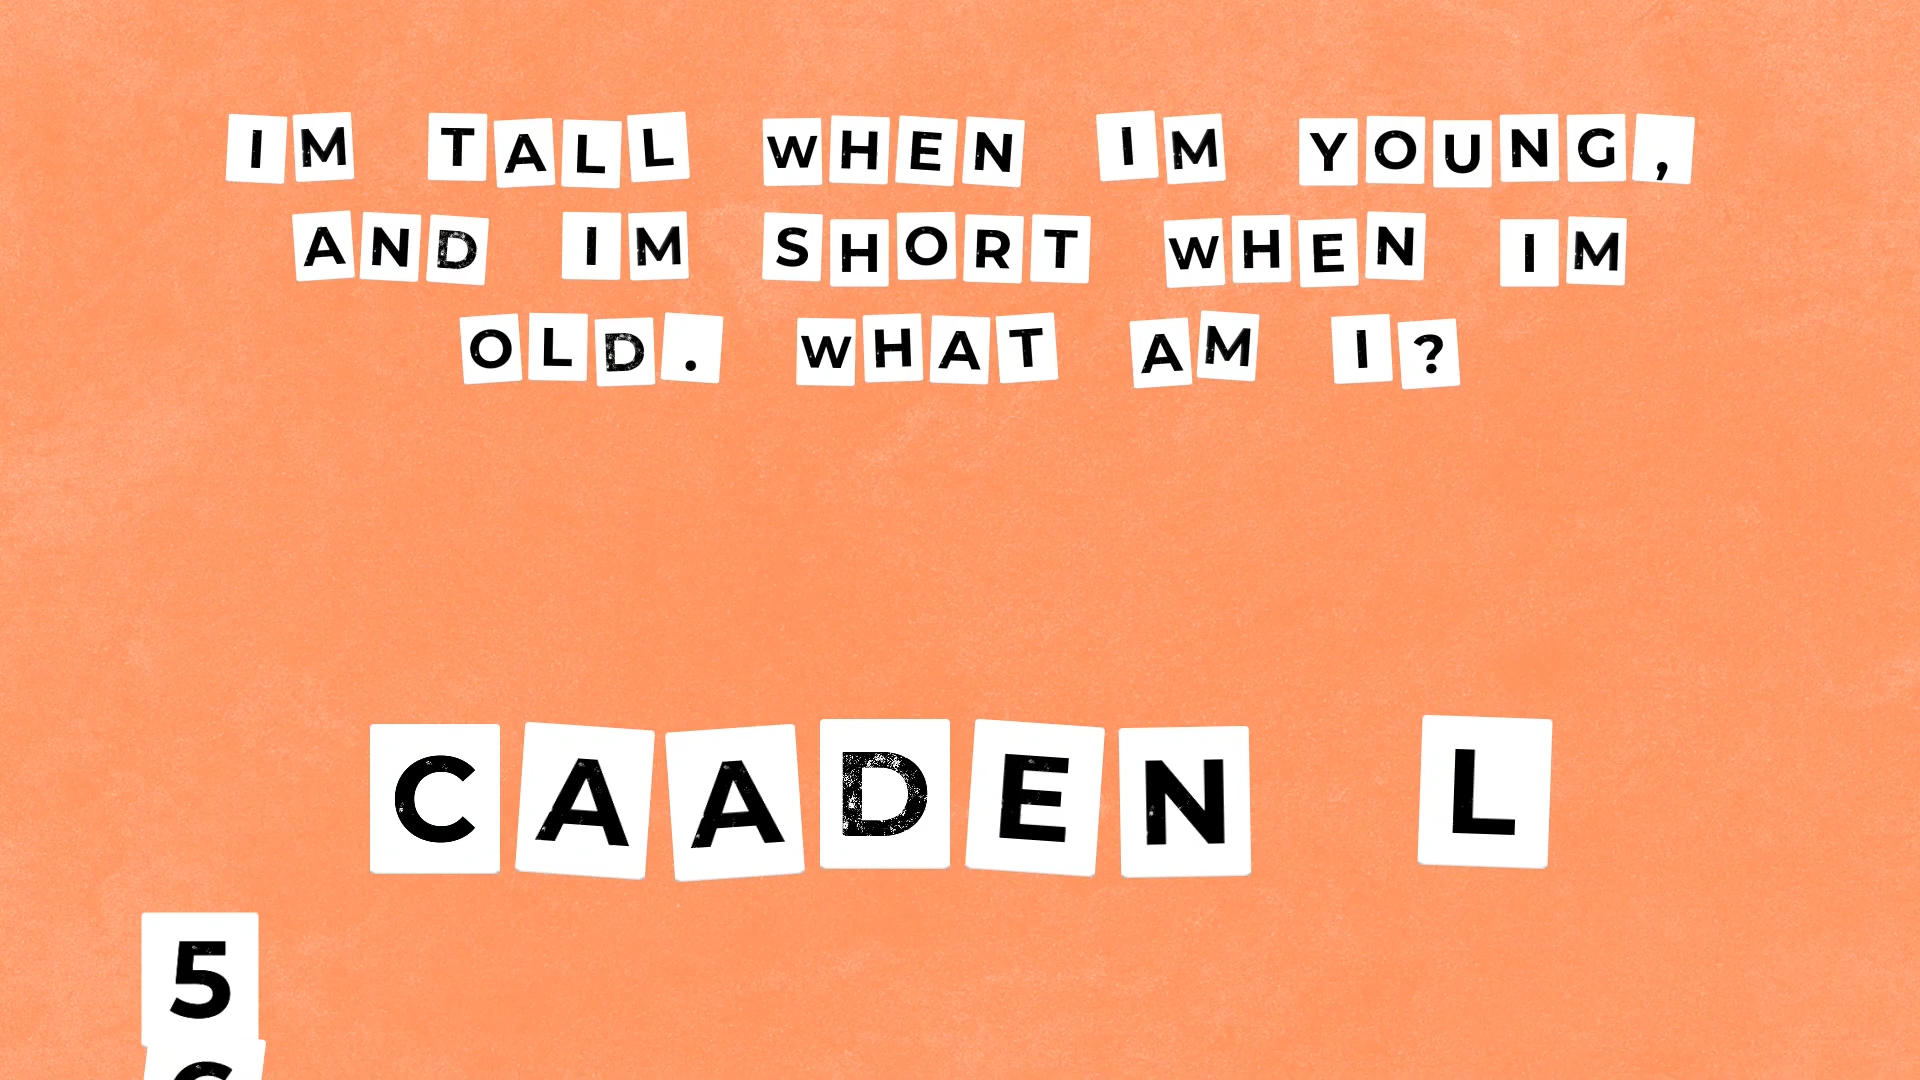 IM TALL WHEN IM YOUNG,
AND IM SHORT WHEN IM
OLD. WHAT AM I?
CAADEN L
5